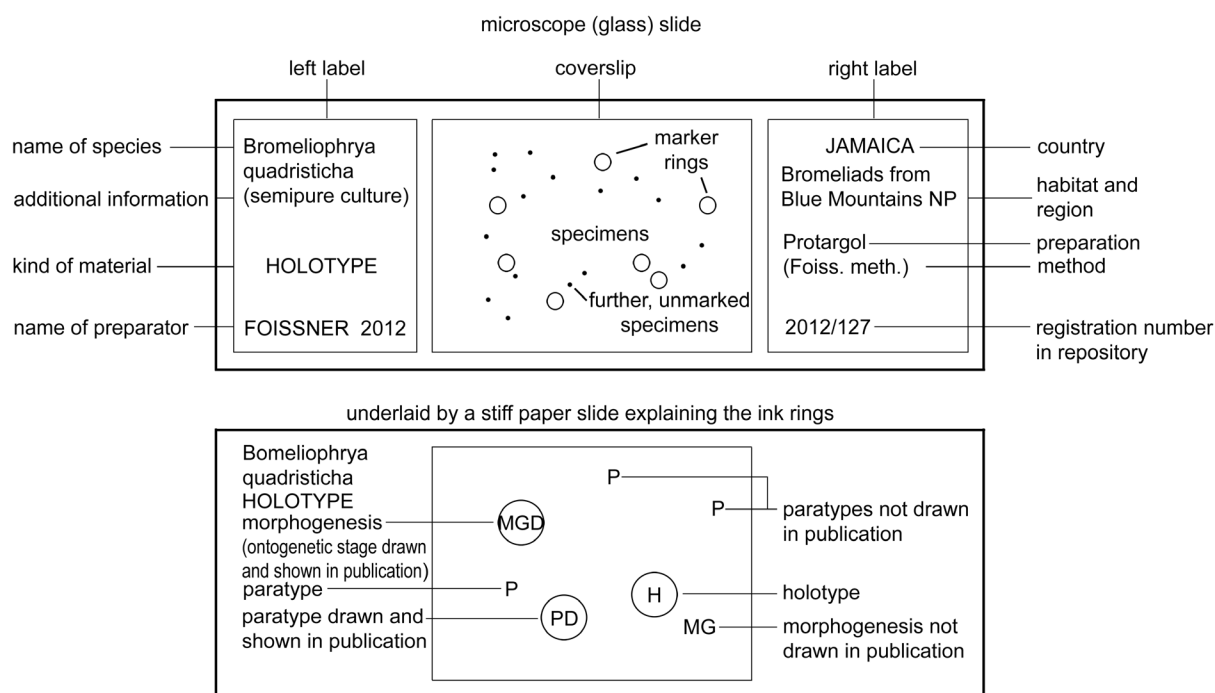 microscope (glass) slide
left label
coverslip
right label
name of species
additional information
kind of material
name of preparator
Bromeliophrya
quadristicha
(semipure culture)
HOLOTYPE
FOISSNER 2012
marker
rings
specimens
further, unmarked
specimens
JAMAICA
Bromeliads from
Blue Mountains NP
Protargol
(Foiss. meth.)
2012/127
country
habitat and
region
preparation
method
registration number
in repository
underlaid by a stiff paper slide explaining the ink rings
Bomeliophrya
quadristicha
HOLOTYPE
morphogenesis
(ontogenetic stage drawn
and shown in publication)
paratype
paratype drawn and
shown in publication
P
P
MGD
P
H
PD
MG
paratypes not drawn
in publication
holotype
morphogenesis not
drawn in publication